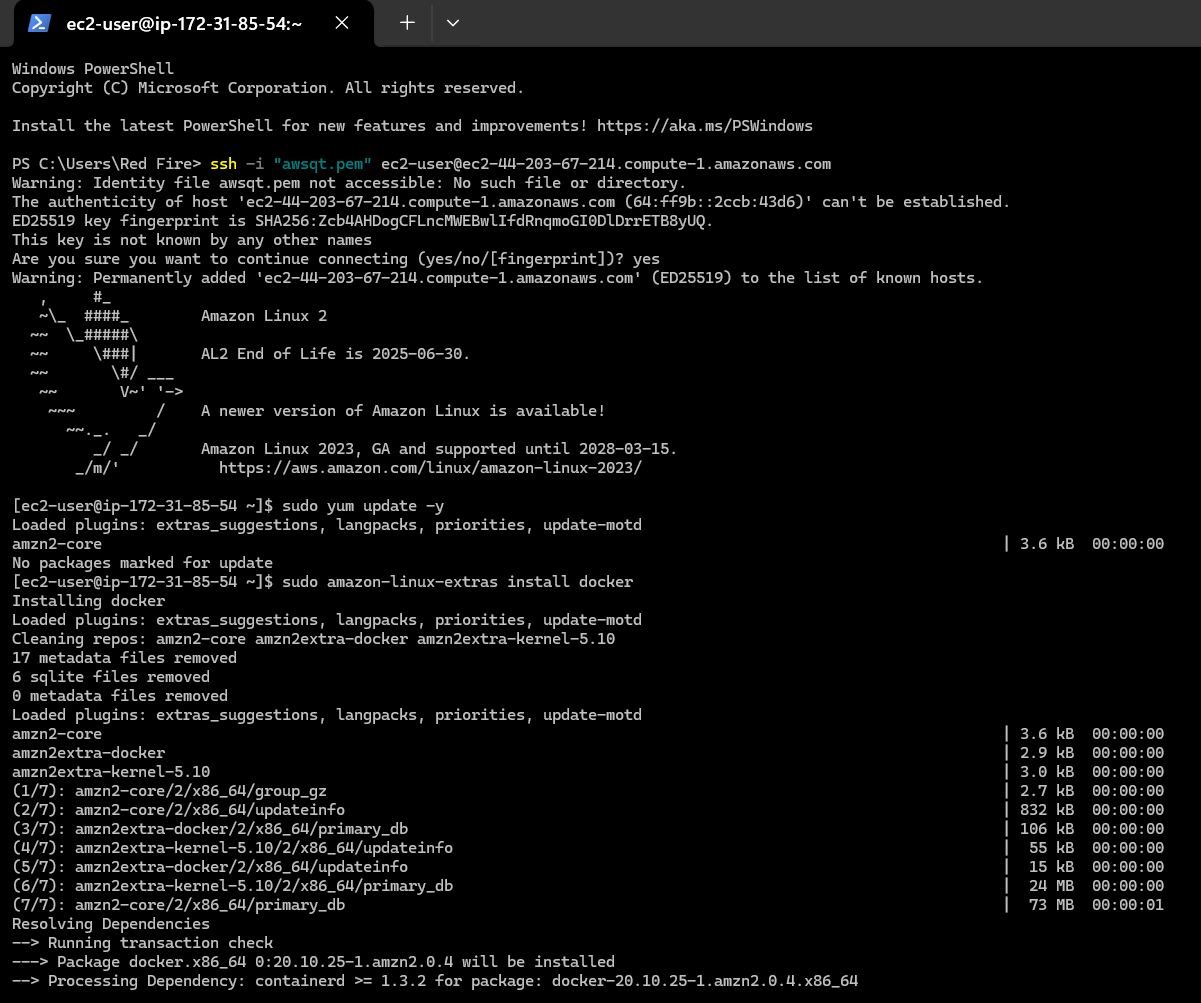 ec2-user@ip-172-31-85-54:~
Windows PowerShell
Copyright (C) Microsoft Corporation. All rights reserved.
Install the latest PowerShell for new features and improvements! https://aka.ms/PSWindows
PS C:\Users\Red Fire> ssh -i "awsqt.pem" ec2-user@ec2-44-203-67-214.compute-1.amazonaws.com
Warning: Identity file awsqt.pem not accessible: No such file or directory.
The authenticity of host 'ec2-44-203-67-214.compute-1.amazonaws.com (64:ff9b::2ccb:43d6)' can't be established.
ED25519 key fingerprint is SHA256:Zcb4AHDogCFLncMWEBwlIfdRnqmoGI0DlDrrETB8yUQ.
This key is not known by any other names
Are you sure you want to continue connecting (yes/no/[fingerprint])? yes
Warning: Permanently added 'ec2-44-203-67-214.compute-1.amazonaws.com' (ED25519) to the list of known hosts.
   ,     #_
   ~\_  ####_        Amazon Linux 2
  ~~  \_#####\
  ~~     \###|       AL2 End of Life is 2025-06-30.
  ~~       \#/ ___
   ~~       V~' '->
    ~~~         /    A newer version of Amazon Linux is available!
      ~~._.   _/
         _/ _/       Amazon Linux 2023, GA and supported until 2028-03-15.
       _/m/'           https://aws.amazon.com/linux/amazon-linux-2023/
[ec2-user@ip-172-31-85-54 ~]$ sudo yum update -y
Loaded plugins: extras_suggestions, langpacks, priorities, update-motd
amzn2-core | 3.6 kB 00:00:00
No packages marked for update
[ec2-user@ip-172-31-85-54 ~]$ sudo amazon-linux-extras install docker
Installing docker
Loaded plugins: extras_suggestions, langpacks, priorities, update-motd
Cleaning repos: amzn2-core amzn2extra-docker amzn2extra-kernel-5.10
17 metadata files removed
6 sqlite files removed
0 metadata files removed
Loaded plugins: extras_suggestions, langpacks, priorities, update-motd
amzn2-core | 3.6 kB 00:00:00
amzn2extra-docker | 2.9 kB 00:00:00
amzn2extra-kernel-5.10 | 3.0 kB 00:00:00
(1/7): amzn2-core/2/x86_64/group_gz | 2.7 kB 00:00:00
(2/7): amzn2-core/2/x86_64/updateinfo | 832 kB 00:00:00
(3/7): amzn2extra-docker/2/x86_64/primary_db | 106 kB 00:00:00
(4/7): amzn2extra-kernel-5.10/2/x86_64/updateinfo | 55 kB 00:00:00
(5/7): amzn2extra-docker/2/x86_64/updateinfo | 15 kB 00:00:00
(6/7): amzn2extra-kernel-5.10/2/x86_64/primary_db | 24 MB 00:00:00
(7/7): amzn2-core/2/x86_64/primary_db | 73 MB 00:00:01
Resolving Dependencies
--> Running transaction check
---> Package docker.x86_64 0:20.10.25-1.amzn2.0.4 will be installed
--> Processing Dependency: containerd >= 1.3.2 for package: docker-20.10.25-1.amzn2.0.4.x86_64